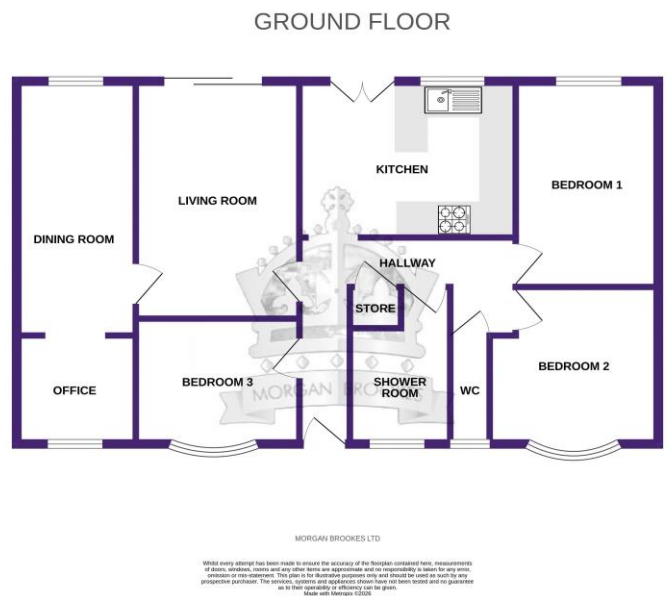 GROUND FLOOR
KITCHEN
BEDROOM 1
LIVING ROOM
DINING ROOM
HALLWAY
STORE
BEDROOM 2
BEDROOM 3
SHOWER
ROOM
WC
OFFICE
MORGAN BROOKES
MORGAN BROOKES LTD
Whilst every attempt has been made to ensure the accuracy of the floorplan contained here, measurements
of doors, windows, rooms and any other items are approximate and no responsibility is taken for any error,
omission or mis-statement. This plan is for illustrative purposes only and should be used as such by any
prospective purchaser. The services, systems and appliances shown have not been tested and no guarantee
as to their operability or efficiency can be given.
Made with Metropix ©2026